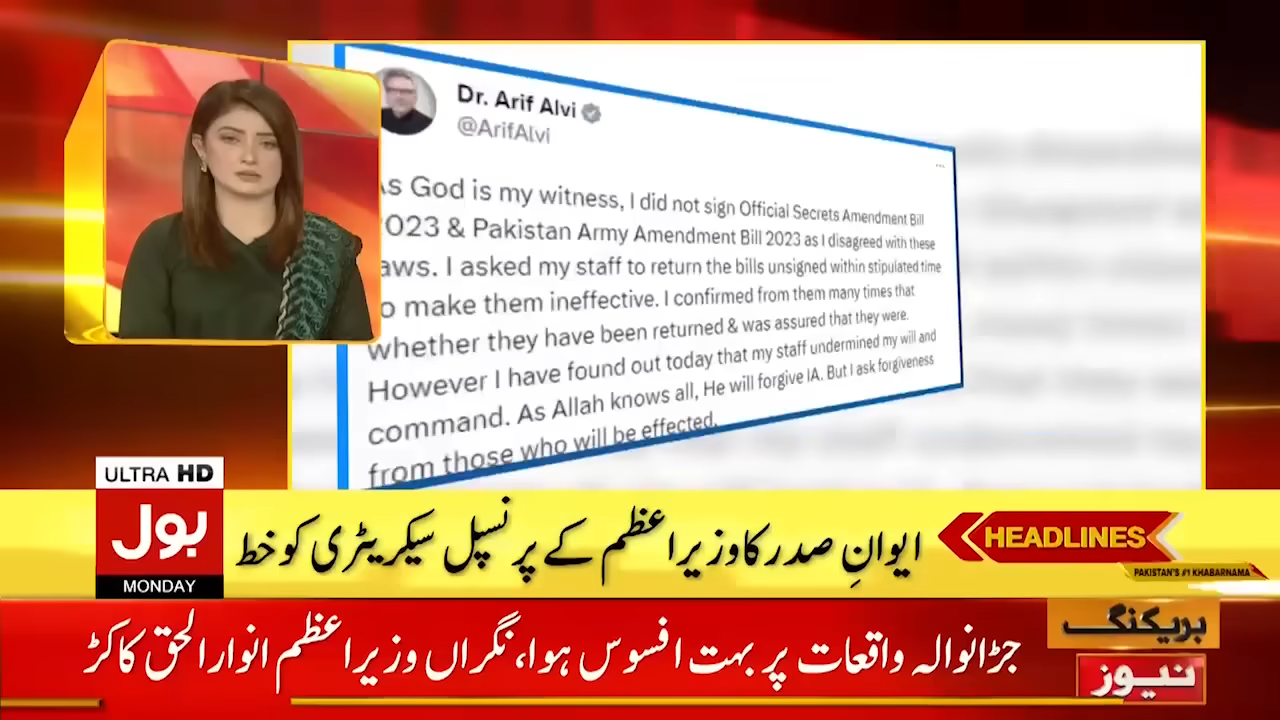 Dr. Arif Alvi
@ArifAlvi
As God is my witness, I did not sign Official Secrets Amendment Bill
2023 & Pakistan Army Amendment Bill 2023 as I disagreed with these
laws. I asked my staff to return the bills unsigned within stipulated time
to make them ineffective. I confirmed from them many times that
whether they have been returned & was assured that they were.
However I have found out today that my staff undermined my will and
command. As Allah knows all, He will forgive IA. But I ask forgiveness
from those who will be effected.
ULTRA HD
بول
MONDAY
ایوانِ صدر کا وزیراعظم کے پرنسپل سیکریٹری کو خط
HEADLINES
PAKISTAN'S #1 KHABARNAMA
جڑانوالہ واقعات پر بہت افسوس ہوا، نگراں وزیراعظم انوارالحق کاکڑ
بریکنگ
نیوز